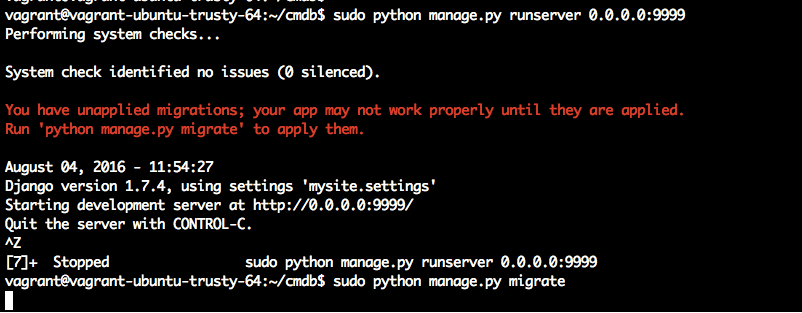 vagrant@vagrant-ubuntu-trusty-64:~/cmdb$ sudo python manage.py runserver 0.0.0.0:9999
Performing system checks...
System check identified no issues (0 silenced).
You have unapplied migrations; your app may not work properly until they are applied.
Run 'python manage.py migrate' to apply them.
August 04, 2016 - 11:54:27
Django version 1.7.4, using settings 'mysite.settings'
Starting development server at http://0.0.0.0:9999/
Quit the server with CONTROL-C.
^Z
[7]+  Stopped                 sudo python manage.py runserver 0.0.0.0:9999
vagrant@vagrant-ubuntu-trusty-64:~/cmdb$ sudo python manage.py migrate